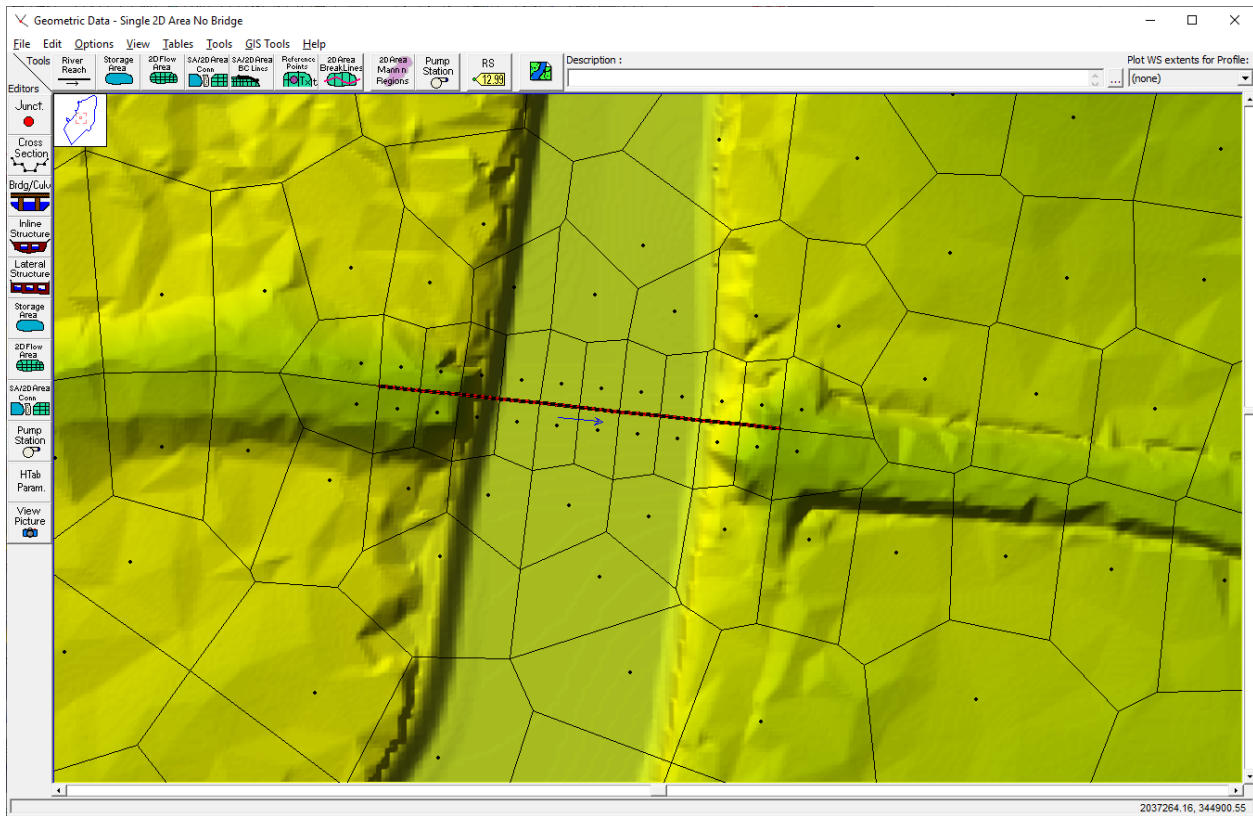 Geometric Data - Single 2D Area No Bridge
File Edit Options View Tables Tools GIS Tools Help
Tools
Editors
River
Reach
Storage
Area
2D Flow
Area
SA/2D Area
Conn
SA/2D Area
BC Lines
Reference
Points
2D Area
BreakLines
2D Area
Mann n
Regions
Pump
Station
RS
12.99
Description :
...
Plot WS extents for Profile:
(none)
Junct.
Cross
Section
Brdg/Culv
Inline
Structure
Lateral
Structure
Storage
Area
2D Flow
Area
SA/2D Area
Conn
Pump
Station
HTab
Param.
View
Picture
2037264.16, 344900.55